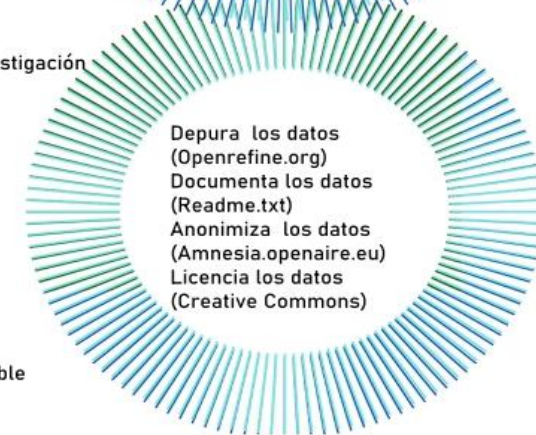 stigación
Depura los datos
(Openrefine.org)
Documenta los datos
(Readme.txt)
Anonimiza los datos
(Amnesia.openaire.eu)
Licencia los datos
(Creative Commons)
ble